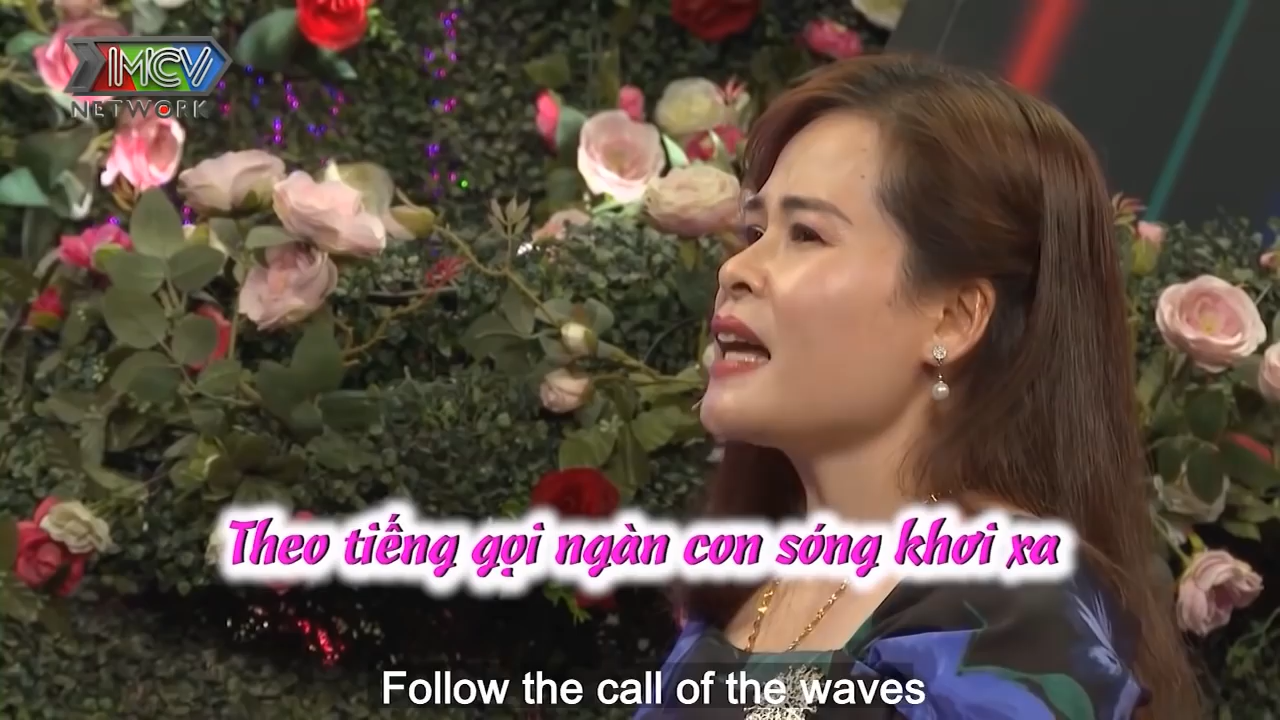 MCV
NETWORK
Theo tiếng gọi ngàn con sóng khơi xa
Follow the call of the waves